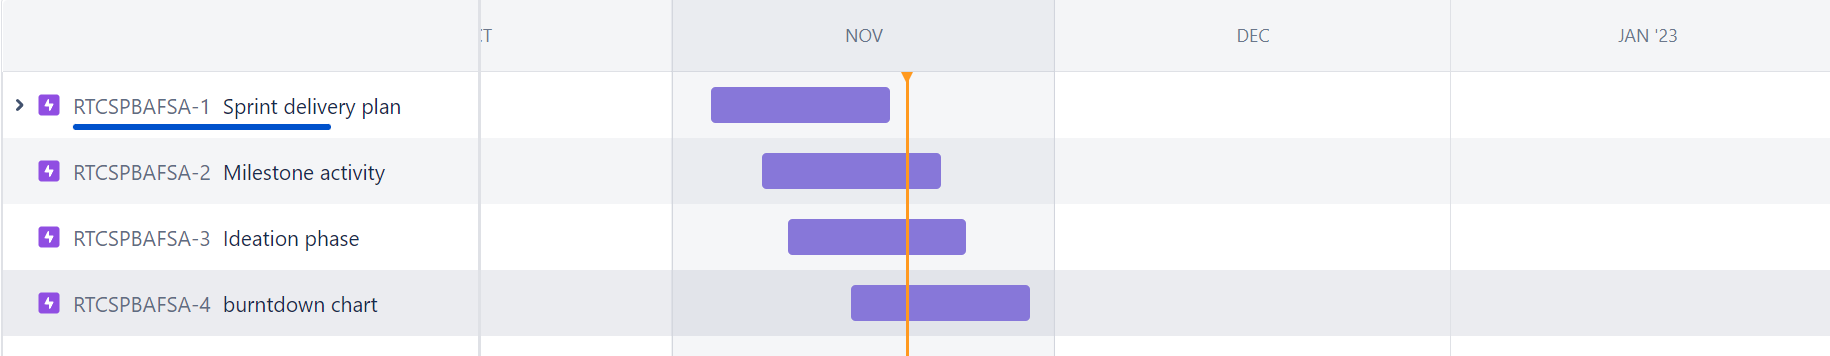 NOV DEC JAN '23
RTCSPBAFSA-1 Sprint delivery plan
RTCSPBAFSA-2 Milestone activity
RTCSPBAFSA-3 Ideation phase
RTCSPBAFSA-4 burntdown chart